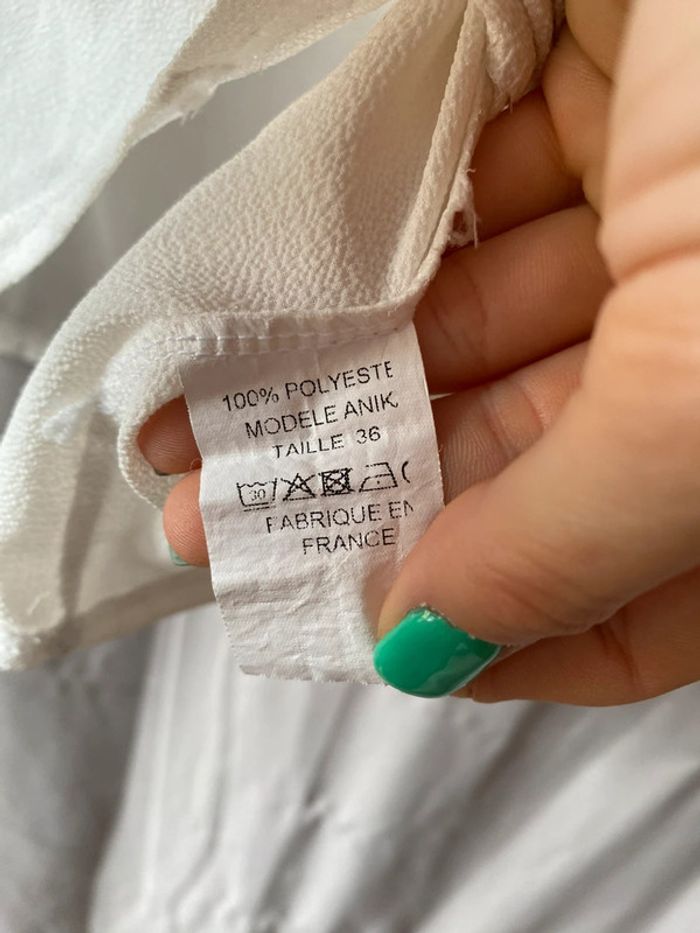 100% POLYESTE
MODELE ANIK
TAILLE 36
30
FABRIQUE EN
FRANCE